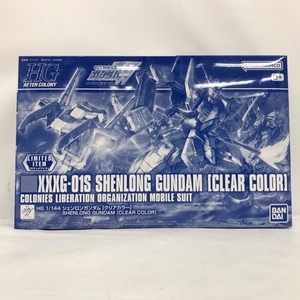 HG
AFTER COLONY
LIMITED
ITEM
XXXG-01S SHENLONG GUNDAM [CLEAR COLOR]
COLONIES LIBERATION ORGANIZATION MOBILE SUIT
HG 1/144 シェンロンガンダム [クリアカラー]
SHENLONG GUNDAM [CLEAR COLOR]
BAN
DAI